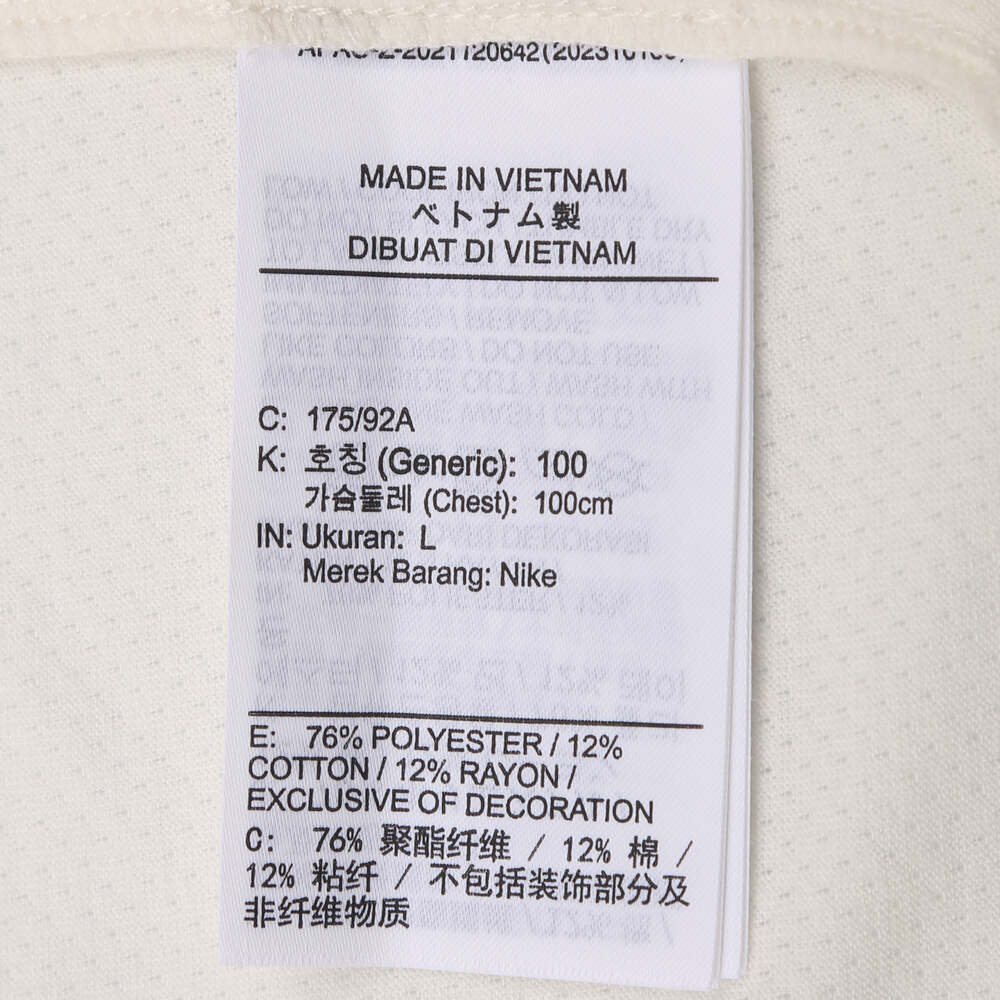 MADE IN VIETNAM
ベトナム製
DIBUAT DI VIETNAM
C: 175/92A
K: 호칭 (Generic): 100
가슴둘레 (Chest): 100cm
IN: Ukuran: L
Merek Barang: Nike
E: 76% POLYESTER / 12%
COTTON / 12% RAYON /
EXCLUSIVE OF DECORATION
C: 76% 聚酯纤维 / 12% 棉 /
12% 粘纤 / 不包括装饰部分及
非纤维物质